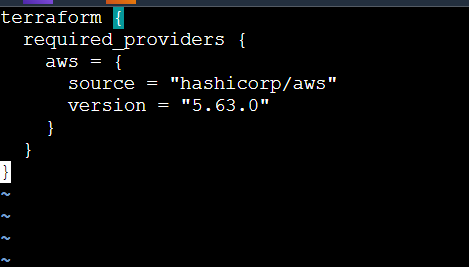 terraform {
  required_providers {
    aws = {
      source = "hashicorp/aws"
      version = "5.63.0"
    }
  }
}
~
~
~
~